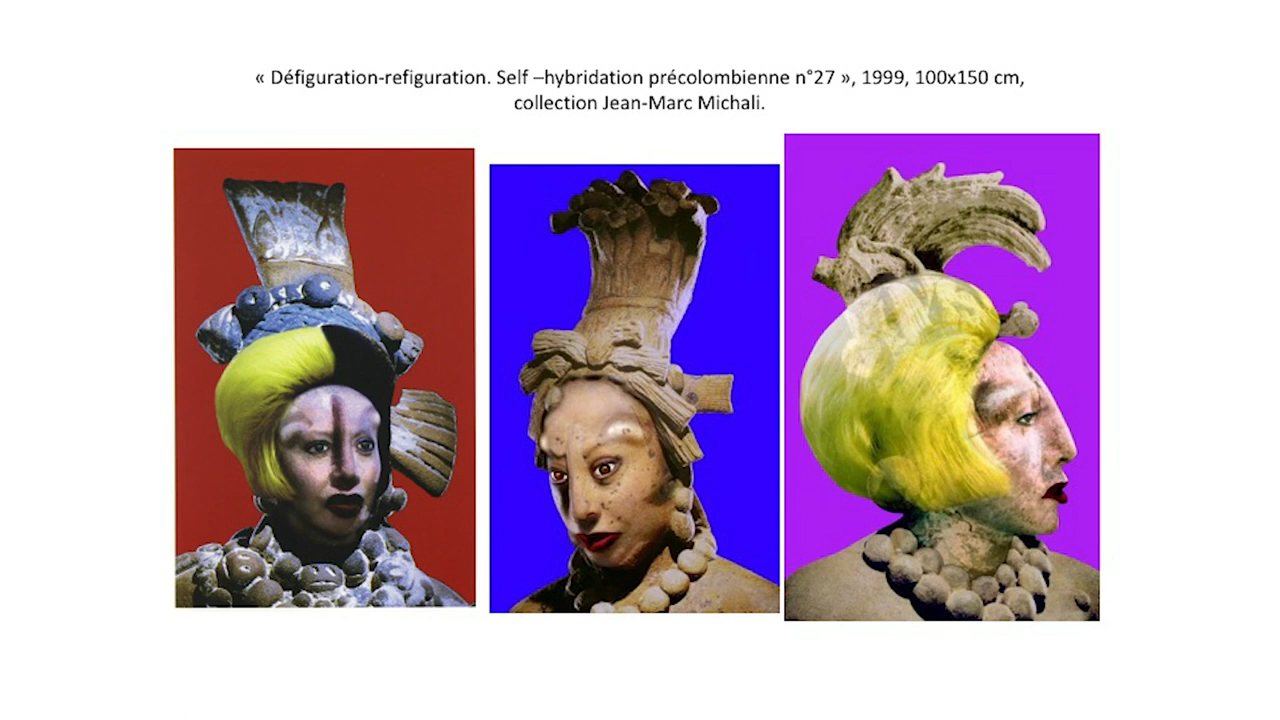 « Défiguration-refiguration. Self –hybridation précolombienne n°27 », 1999, 100x150 cm,
collection Jean-Marc Michali.